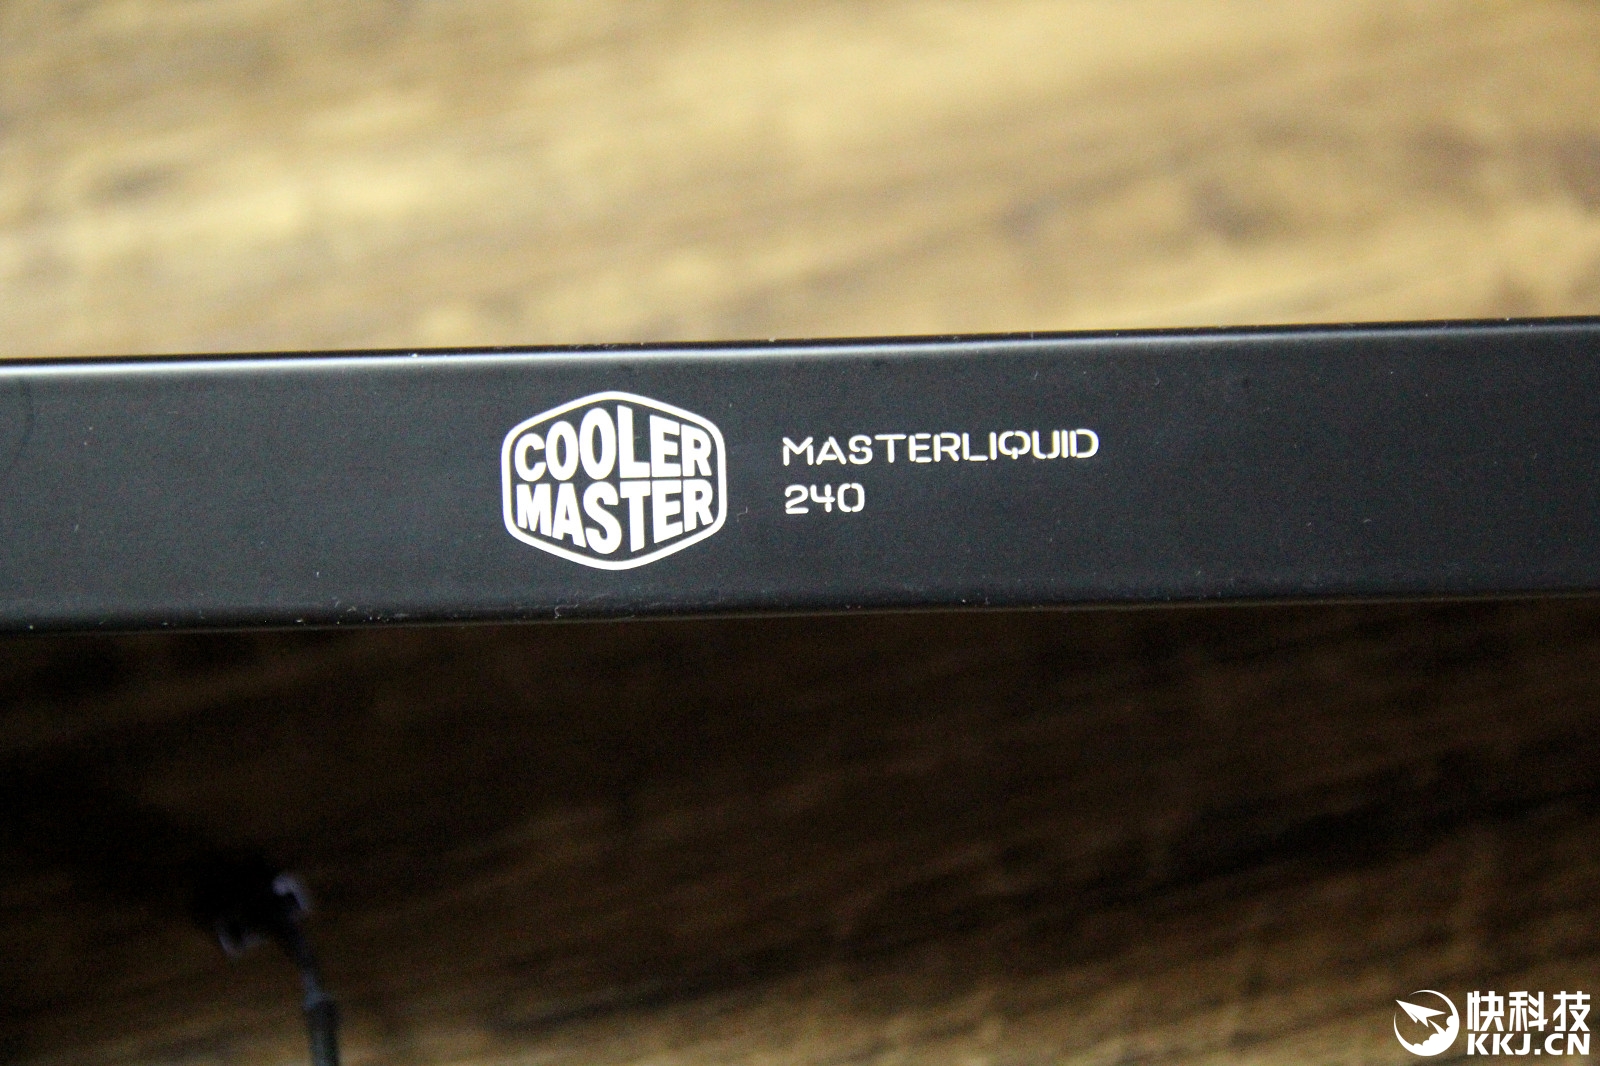 COOLER
MASTER
MASTERLIQUID
240
快科技
KKJ.CN